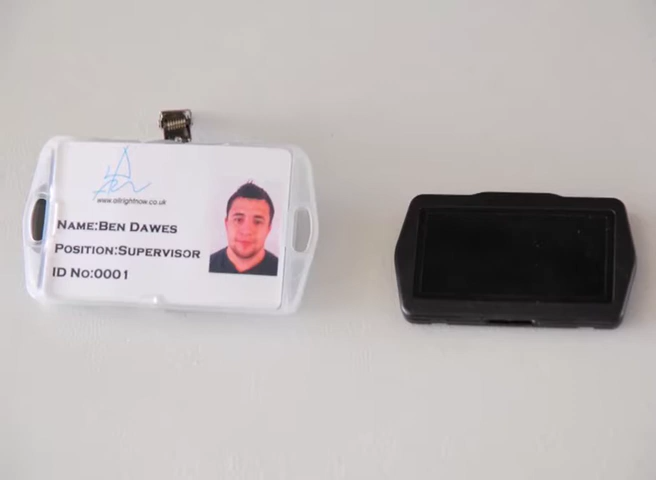 www.allrightnow.co.uk
NAME:BEN DAWES
POSITION:SUPERVISOR
ID NO:0001